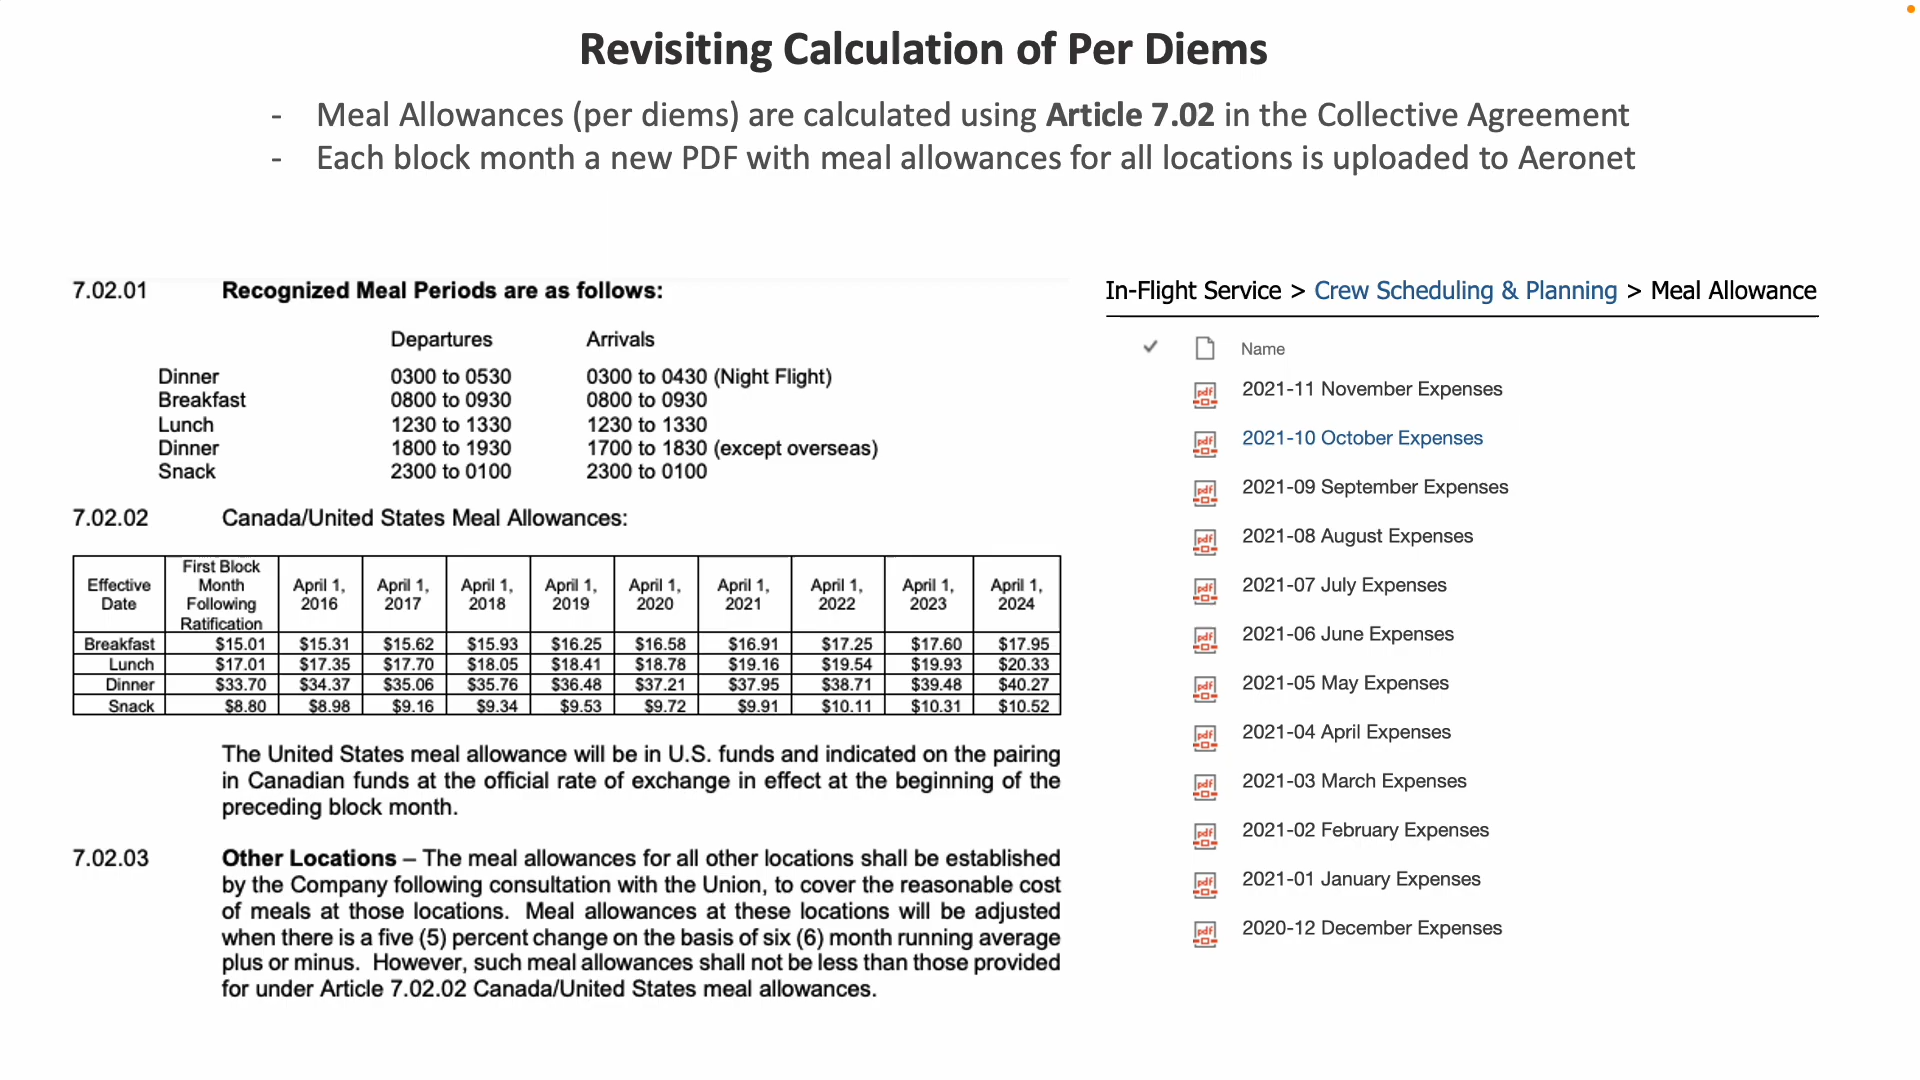 Revisiting Calculation of Per Diems
- Meal Allowances (per diems) are calculated using Article 7.02 in the Collective Agreement
- Each block month a new PDF with meal allowances for all locations is uploaded to Aeronet
7.02.01 Recognized Meal Periods are as follows:
Departures Arrivals
Dinner 0300 to 0530 0300 to 0430 (Night Flight)
Breakfast 0800 to 0930 0800 to 0930
Lunch 1230 to 1330 1230 to 1330
Dinner 1800 to 1930 1700 to 1830 (except overseas)
Snack 2300 to 0100 2300 to 0100
7.02.02 Canada/United States Meal Allowances:
Effective Date First Block Month Following Ratification April 1, 2016 April 1, 2017 April 1, 2018 April 1, 2019 April 1, 2020 April 1, 2021 April 1, 2022 April 1, 2023 April 1, 2024
Breakfast $15.01 $15.31 $15.62 $15.93 $16.25 $16.58 $16.91 $17.25 $17.60 $17.95
Lunch $17.01 $17.35 $17.70 $18.05 $18.41 $18.78 $19.16 $19.54 $19.93 $20.33
Dinner $33.70 $34.37 $35.06 $35.76 $36.48 $37.21 $37.95 $38.71 $39.48 $40.27
Snack $8.80 $8.98 $9.16 $9.34 $9.53 $9.72 $9.91 $10.11 $10.31 $10.52
The United States meal allowance will be in U.S. funds and indicated on the pairing
in Canadian funds at the official rate of exchange in effect at the beginning of the
preceding block month.
7.02.03 Other Locations – The meal allowances for all other locations shall be established
by the Company following consultation with the Union, to cover the reasonable cost
of meals at those locations. Meal allowances at these locations will be adjusted
when there is a five (5) percent change on the basis of six (6) month running average
plus or minus. However, such meal allowances shall not be less than those provided
for under Article 7.02.02 Canada/United States meal allowances.
In-Flight Service > Crew Scheduling & Planning > Meal Allowance
Name
pdf 2021-11 November Expenses
pdf 2021-10 October Expenses
pdf 2021-09 September Expenses
pdf 2021-08 August Expenses
pdf 2021-07 July Expenses
pdf 2021-06 June Expenses
pdf 2021-05 May Expenses
pdf 2021-04 April Expenses
pdf 2021-03 March Expenses
pdf 2021-02 February Expenses
pdf 2021-01 January Expenses
pdf 2020-12 December Expenses